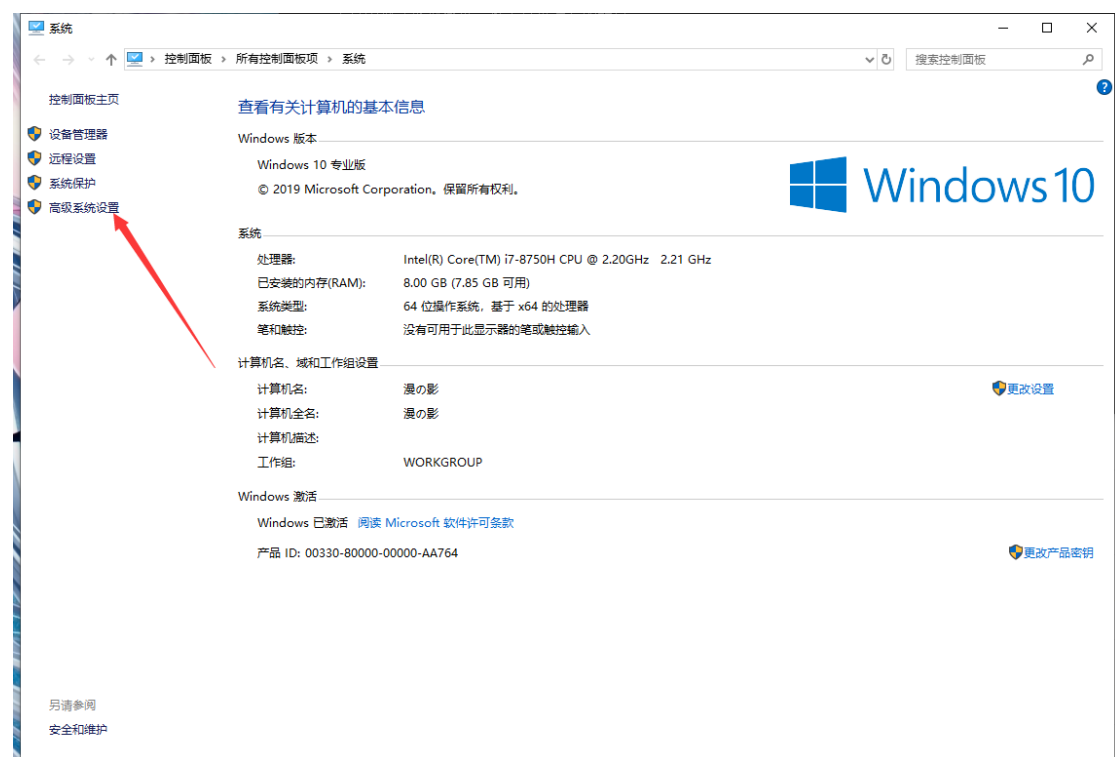 系统
控制面板 › 所有控制面板项 › 系统
搜索控制面板
控制面板主页
设备管理器
远程设置
系统保护
高级系统设置
查看有关计算机的基本信息
Windows 版本
Windows 10 专业版
© 2019 Microsoft Corporation。保留所有权利。
Windows 10
系统
处理器: Intel(R) Core(TM) i7-8750H CPU @ 2.20GHz 2.21 GHz
已安装的内存(RAM): 8.00 GB (7.85 GB 可用)
系统类型: 64 位操作系统，基于 x64 的处理器
笔和触控: 没有可用于此显示器的笔或触控输入
计算机名、域和工作组设置
计算机名: 漫の影 更改设置
计算机全名: 漫の影
计算机描述:
工作组: WORKGROUP
Windows 激活
Windows 已激活 阅读 Microsoft 软件许可条款
产品 ID: 00330-80000-00000-AA764 更改产品密钥
另请参阅
安全和维护